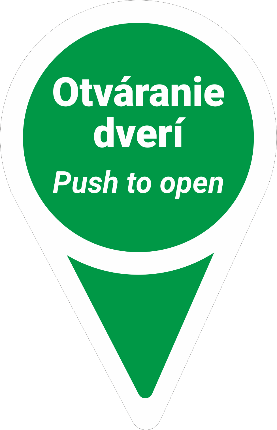 Otváranie
dverí
Push to open